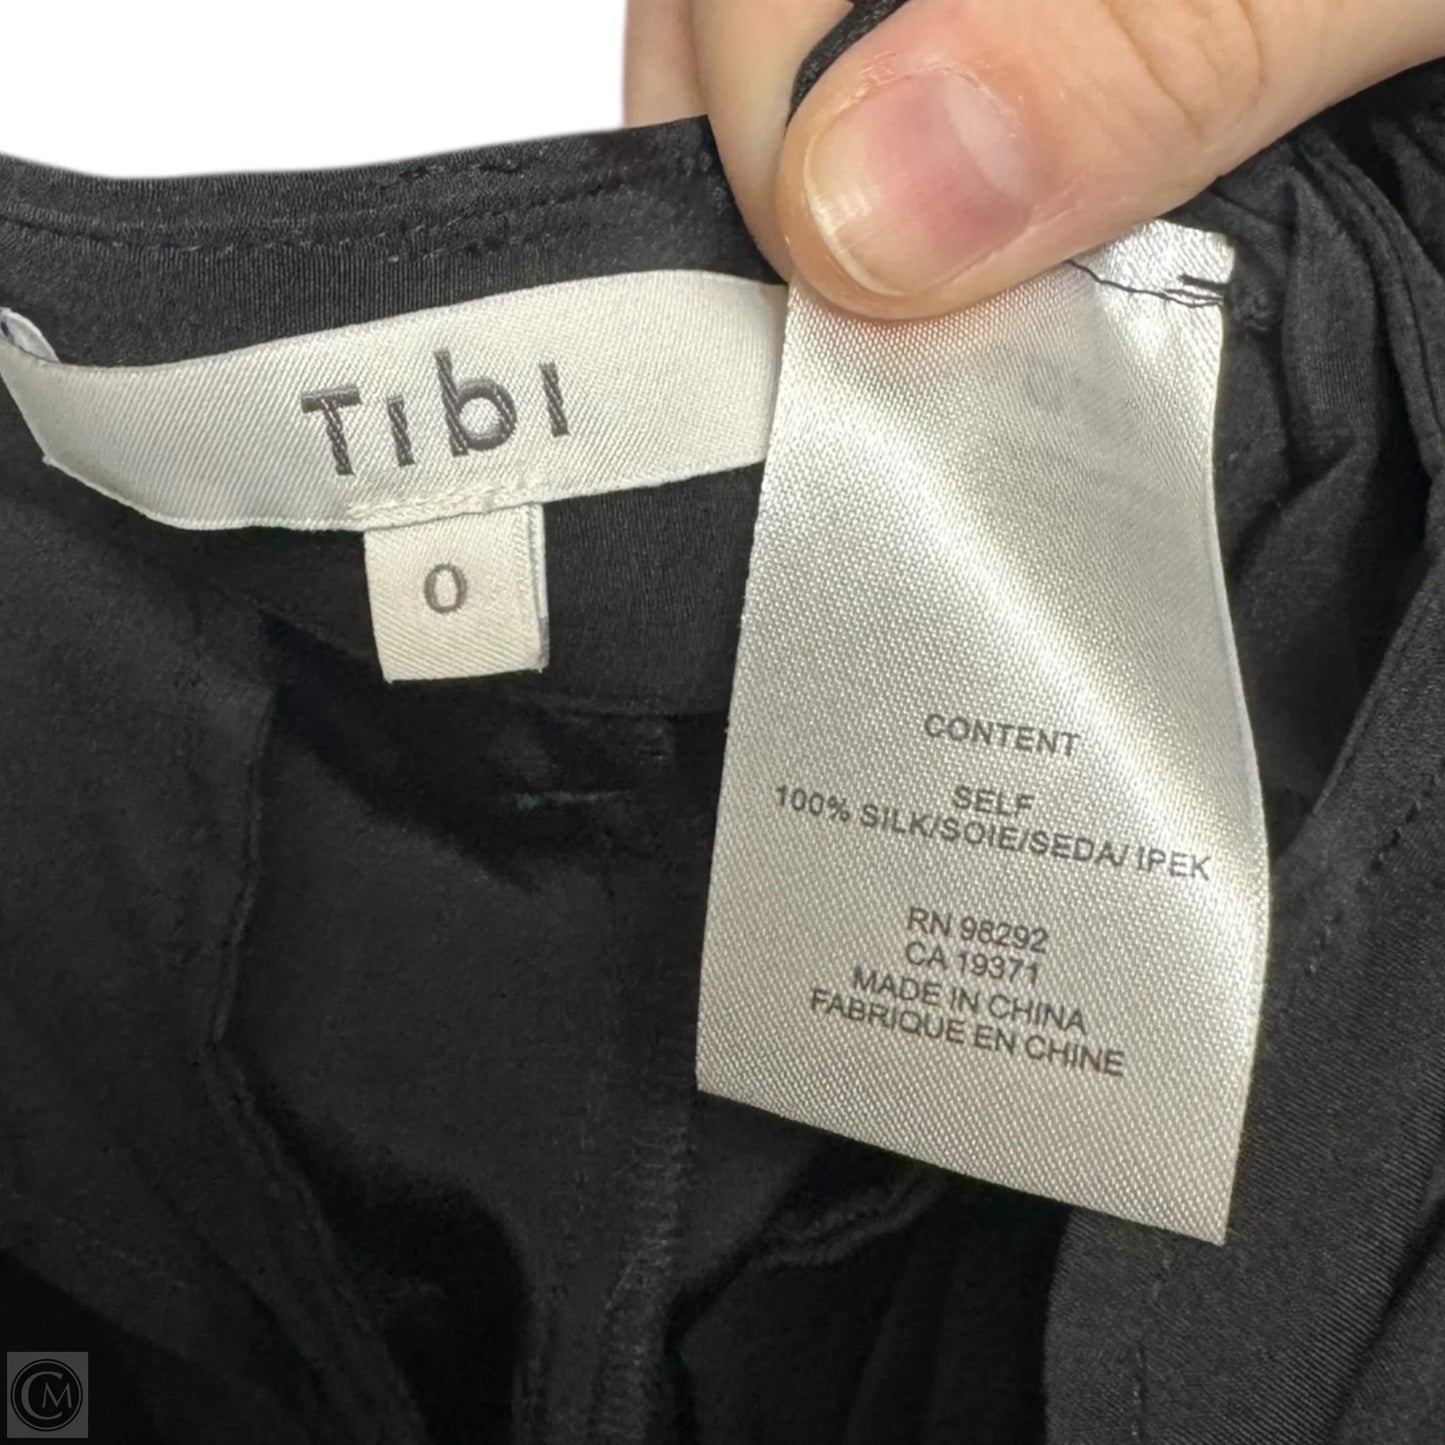 Tibi
0
CONTENT
SELF
100% SILK/SOIE/SEDA/ IPEK
RN 98292
CA 19371
MADE IN CHINA
FABRIQUE EN CHINE
CM